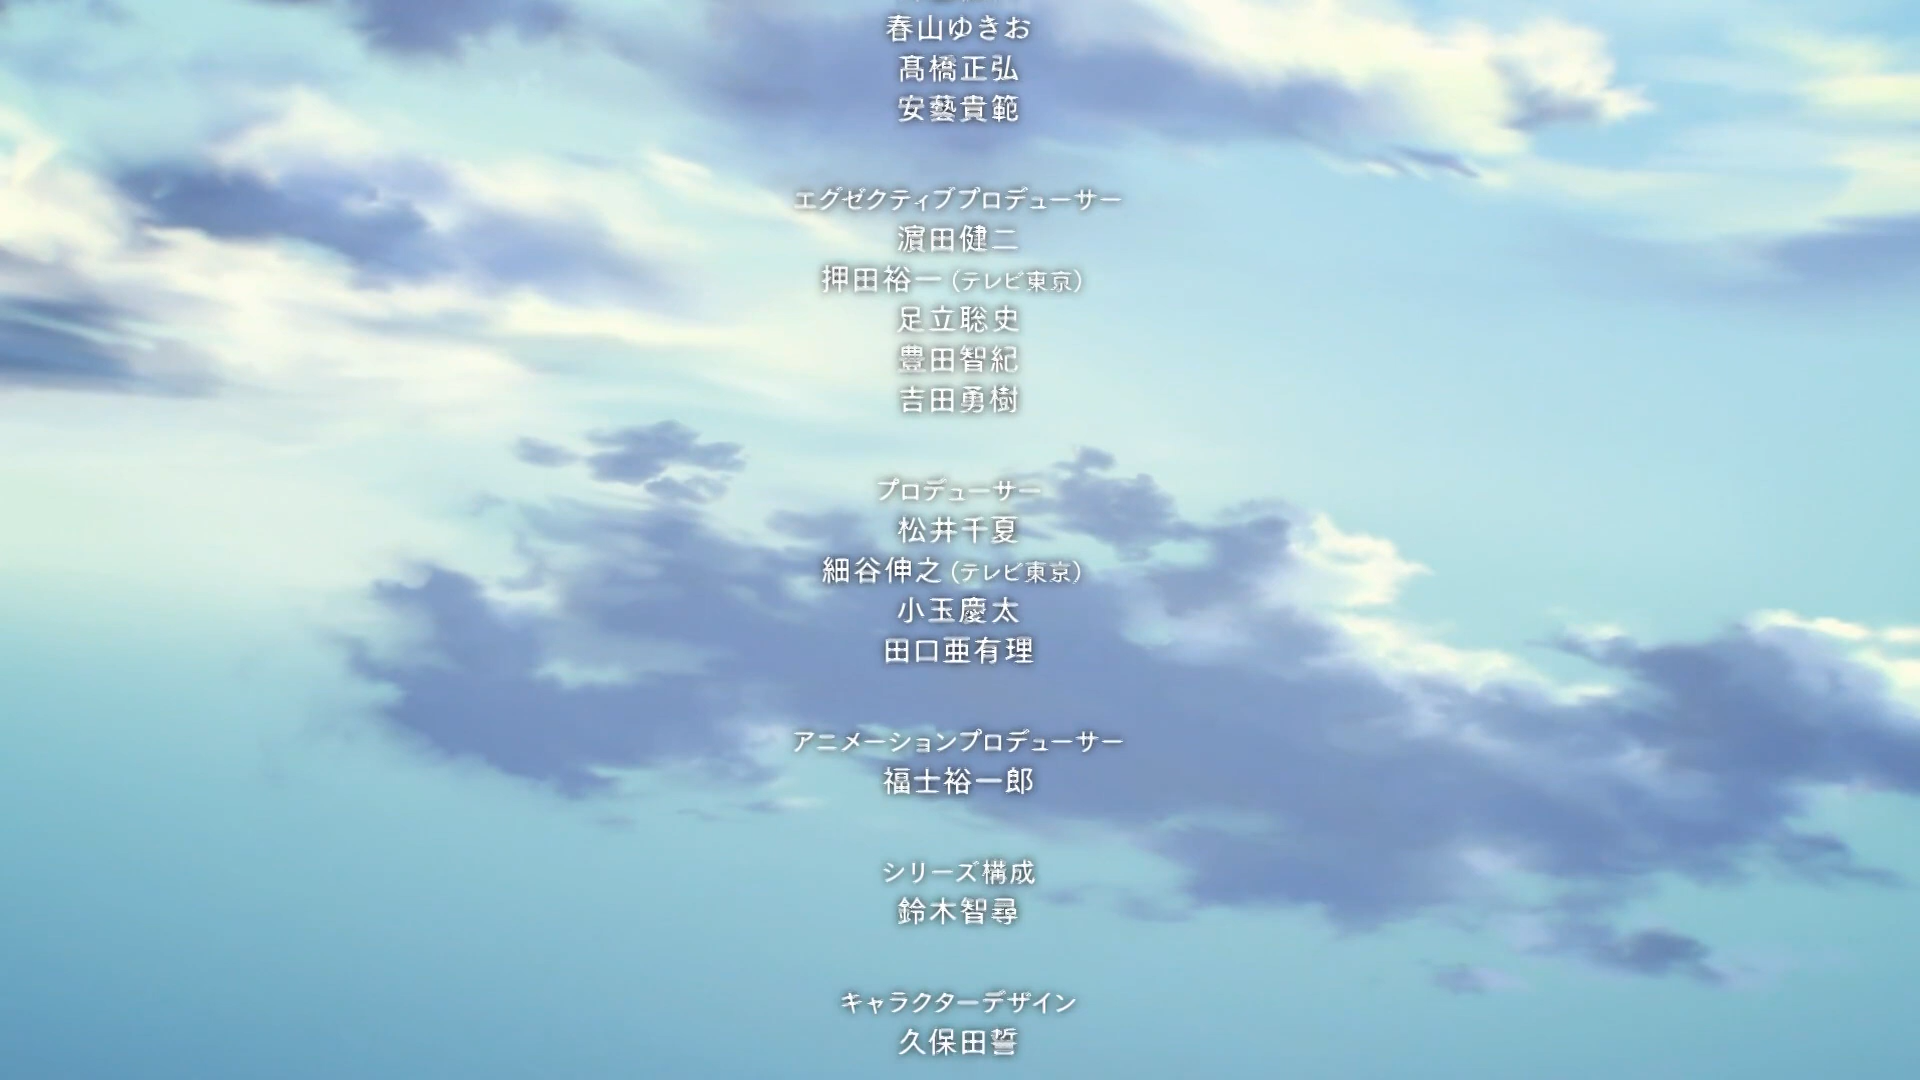 春山ゆきお
髙橋正弘
安藝貴範
エグゼクティブプロデューサー
濵田健二
押田裕一(テレビ東京)
足立聡史
豊田智紀
吉田勇樹
プロデューサー
松井千夏
細谷伸之(テレビ東京)
小玉慶太
田口亜有理
アニメーションプロデューサー
福士裕一郎
シリーズ構成
鈴木智尋
キャラクターデザイン
久保田誓